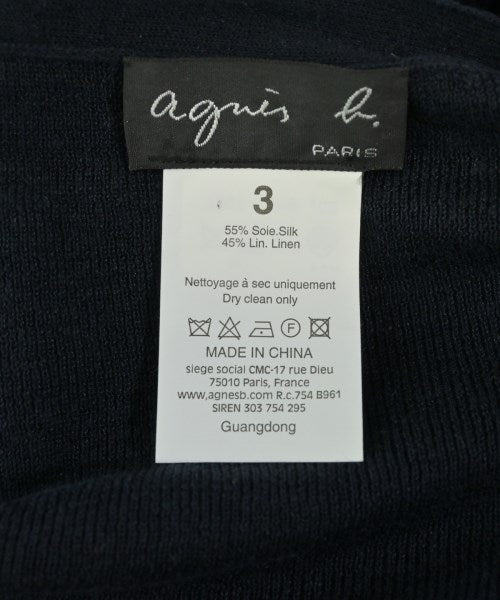 agnès b.
PARIS
3
55% Soie.Silk
45% Lin. Linen
Nettoyage à sec uniquement
Dry clean only
F
MADE IN CHINA
siege social CMC-17 rue Dieu
75010 Paris, France
www.agnesb.com R.c.754 B961
SIREN 303 754 295
Guangdong